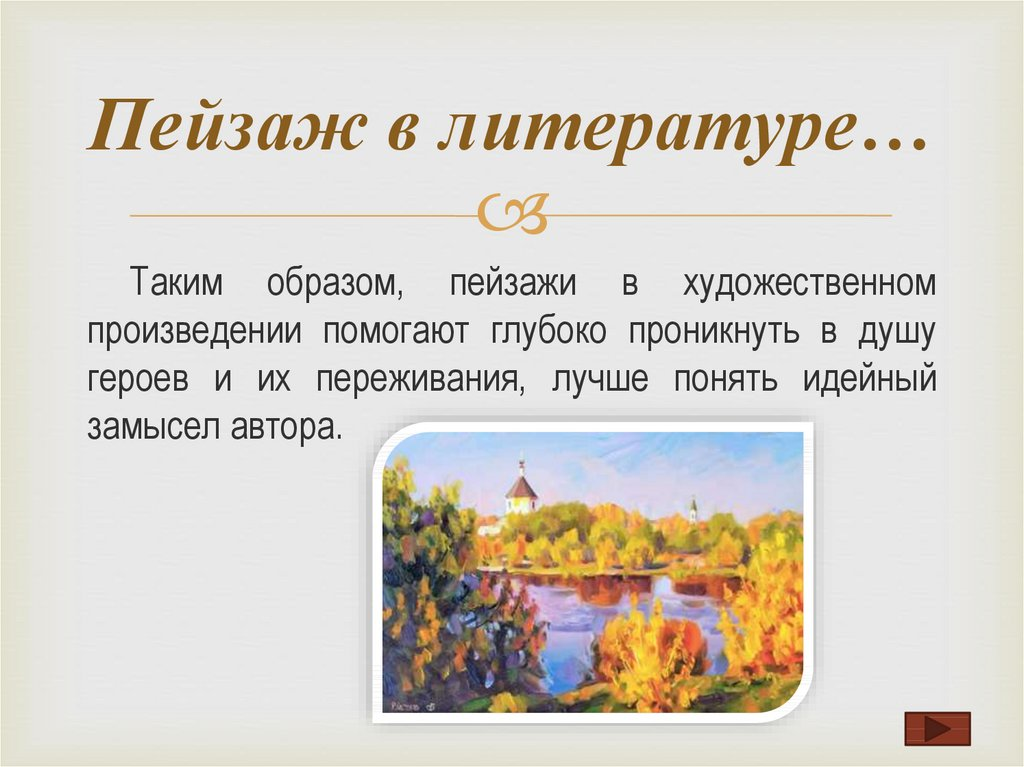 Пейзаж в литературе…
Таким образом, пейзажи в художественном
произведении помогают глубоко проникнуть в душу
героев и их переживания, лучше понять идейный
замысел автора.